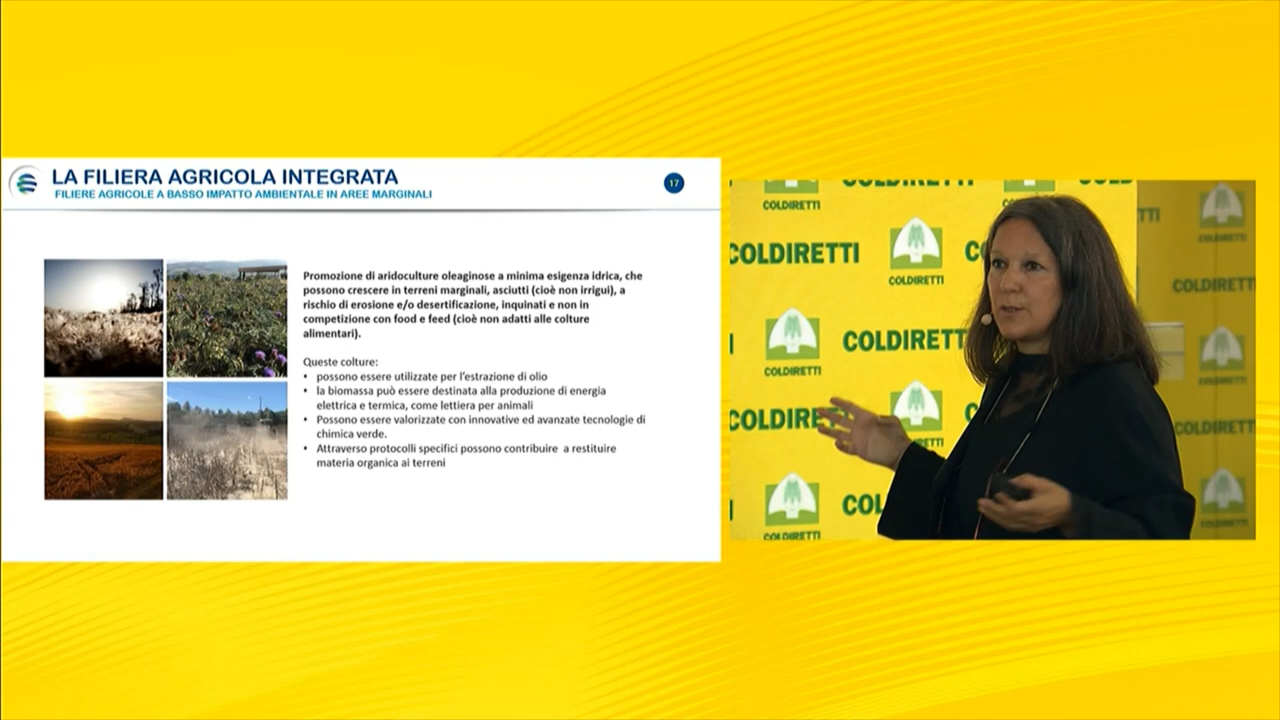 LA FILIERA AGRICOLA INTEGRATA
FILIERE AGRICOLE A BASSO IMPATTO AMBIENTALE IN AREE MARGINALI
17
Promozione di aridoculture oleaginose a minima esigenza idrica, che
possono crescere in terreni marginali, asciutti (cioè non irrigui), a
rischio di erosione e/o desertificazione, inquinati e non in
competizione con food e feed (cioè non adatti alle colture
alimentari).
Queste colture:
• possono essere utilizzate per l'estrazione di olio
• la biomassa può essere destinata alla produzione di energia
elettrica e termica, come lettiera per animali
• Possono essere valorizzate con innovative ed avanzate tecnologie di
chimica verde.
• Attraverso protocolli specifici possono contribuire a restituire
materia organica ai terreni
COLDIRETTI
COLDIRETTI
COLDIRETTI
COLDIRETTI
COLDIRETTI
COLDIRETTI
COLDIRETTI
COLDIRETTI
COLDIRETTI
COLDIRETTI